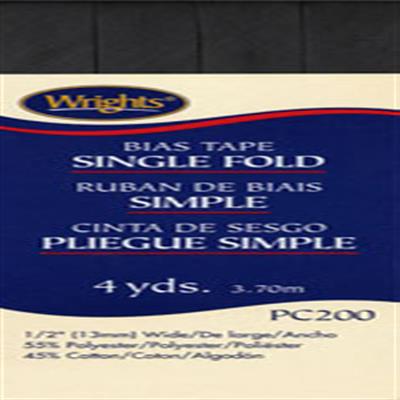 Wrights®
BIAS TAPE
SINGLE FOLD
RUBAN DE BIAIS
SIMPLE
CINTA DE SESGO
PLIEGUE SIMPLE
4 yds. 3.70m
PC200
1/2" (13mm) Wide/De large/Ancho
55% Polyester/Polyester/Poliéster
45% Cotton/Coton/Algodón